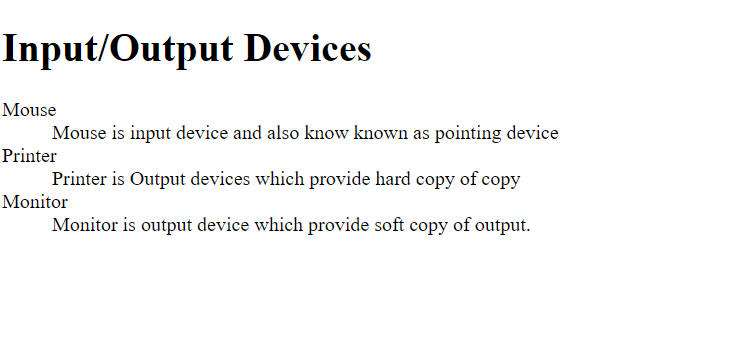 Input/Output Devices
Mouse
Mouse is input device and also know known as pointing device
Printer
Printer is Output devices which provide hard copy of copy
Monitor
Monitor is output device which provide soft copy of output.